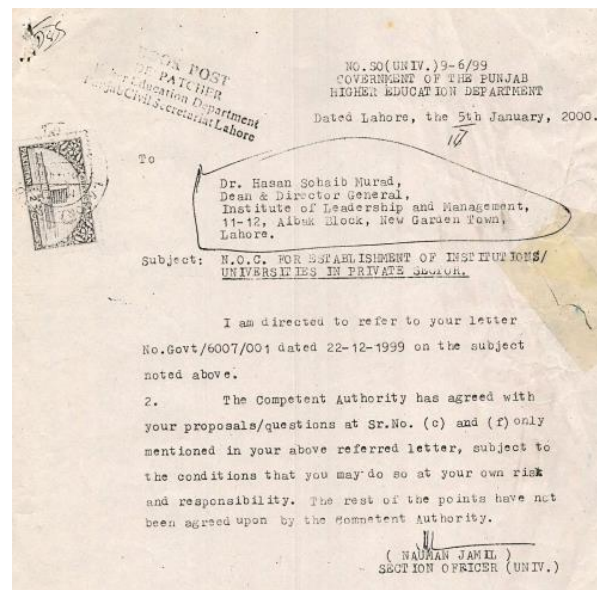 BOOK POST
DE PATCHER
Higher Education Department
Punjab Civil Secretariat Lahore
NO.SO(UNIV.)9-6/99
GOVERNMENT OF THE PUNJAB
HIGHER EDUCATION DEPARTMENT
Dated Lahore, the 5th January, 2000.
To
Dr. Hasan Sohaib Murad,
Dean & Director General,
Institute of Leadership and Management,
11-12, Aibak Block, New Garden Town,
Lahore.
Subject: N.O.C. FOR ESTABLISHMENT OF INSTITUTIONS/
UNIVERSITIES IN PRIVATE SECTOR.
I am directed to refer to your letter
No.Govt/6007/001 dated 22-12-1999 on the subject
noted above.
2. The Competent Authority has agreed with
your proposals/questions at Sr.No. (c) and (f)only
mentioned in your above referred letter, subject to
the conditions that you may do so at your own risk
and responsibility. The rest of the points have not
been agreed upon by the Competent Authority.
( NAUMAN JAMIL )
SECTION OFFICER (UNIV.)